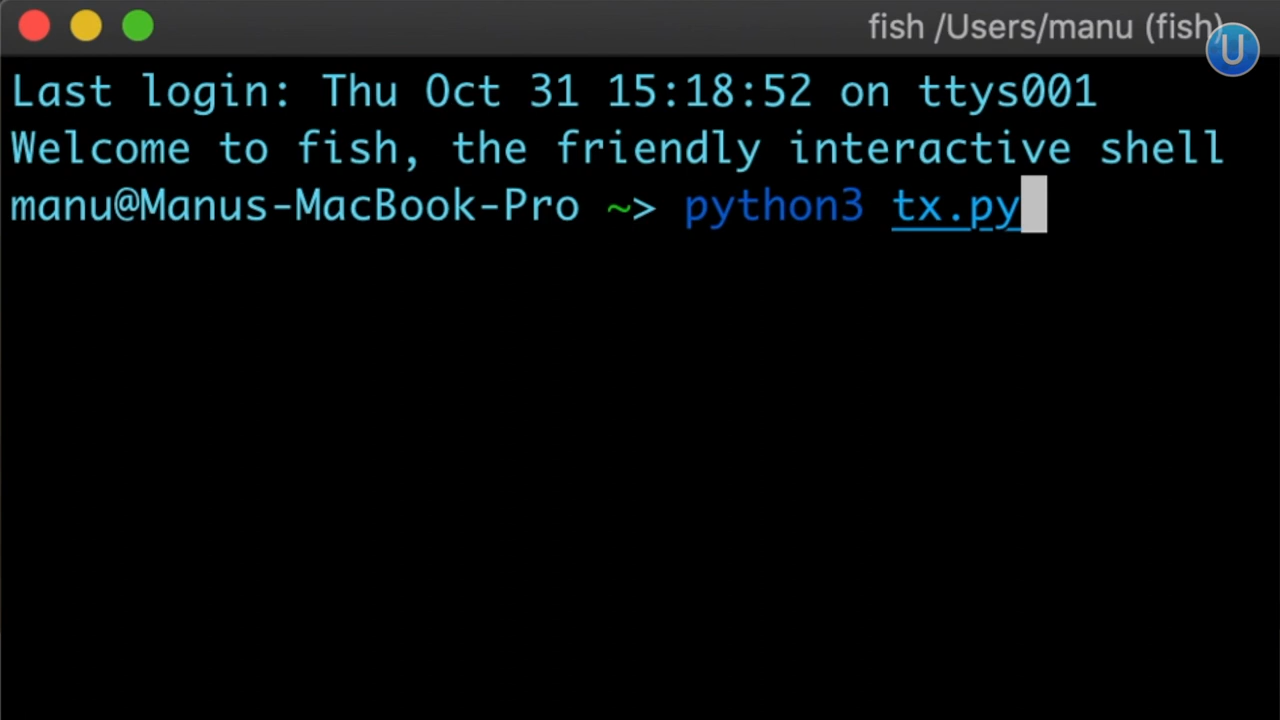 fish /Users/manu (fish)
U
Last login: Thu Oct 31 15:18:52 on ttys001
Welcome to fish, the friendly interactive shell
manu@Manus-MacBook-Pro ~> python3 tx.py